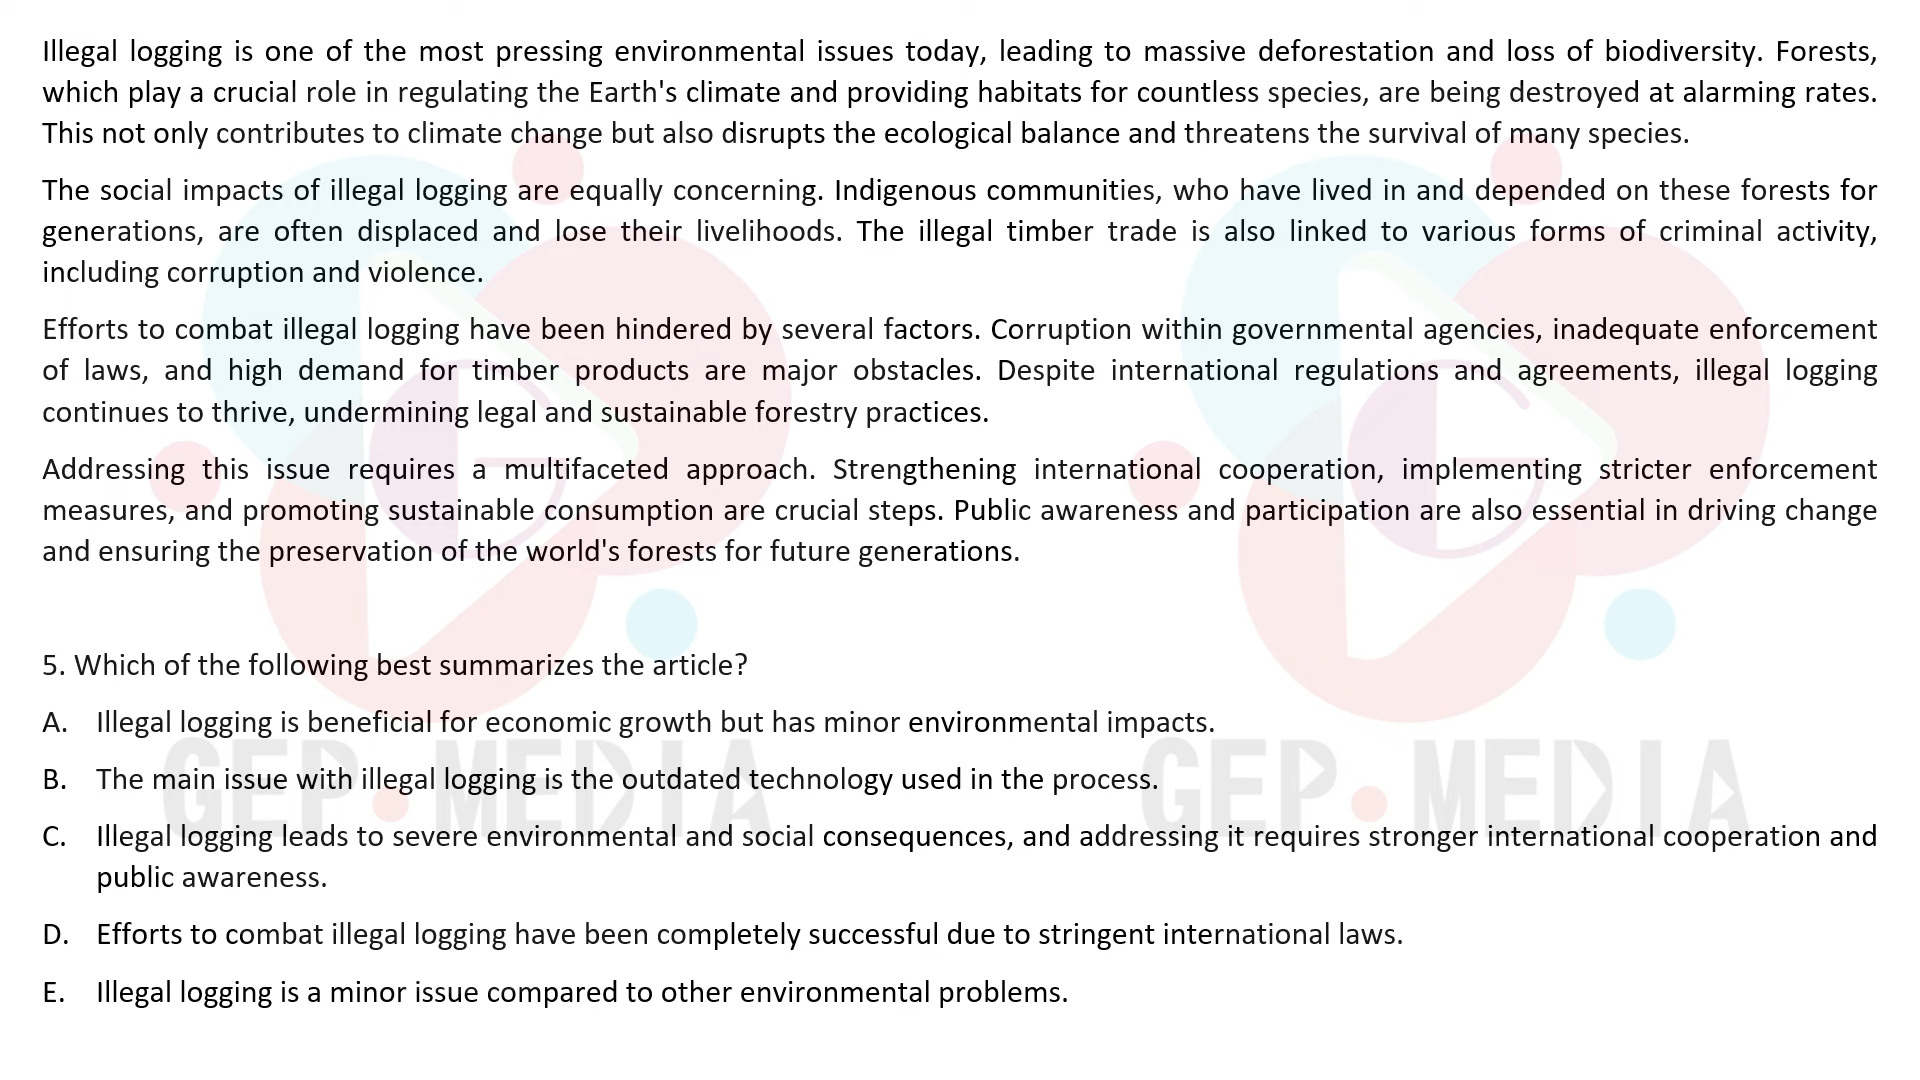 Illegal logging is one of the most pressing environmental issues today, leading to massive deforestation and loss of biodiversity. Forests,
which play a crucial role in regulating the Earth's climate and providing habitats for countless species, are being destroyed at alarming rates.
This not only contributes to climate change but also disrupts the ecological balance and threatens the survival of many species.
The social impacts of illegal logging are equally concerning. Indigenous communities, who have lived in and depended on these forests for
generations, are often displaced and lose their livelihoods. The illegal timber trade is also linked to various forms of criminal activity,
including corruption and violence.
Efforts to combat illegal logging have been hindered by several factors. Corruption within governmental agencies, inadequate enforcement
of laws, and high demand for timber products are major obstacles. Despite international regulations and agreements, illegal logging
continues to thrive, undermining legal and sustainable forestry practices.
Addressing this issue requires a multifaceted approach. Strengthening international cooperation, implementing stricter enforcement
measures, and promoting sustainable consumption are crucial steps. Public awareness and participation are also essential in driving change
and ensuring the preservation of the world's forests for future generations.
5. Which of the following best summarizes the article?
A. Illegal logging is beneficial for economic growth but has minor environmental impacts.
B. The main issue with illegal logging is the outdated technology used in the process.
C. Illegal logging leads to severe environmental and social consequences, and addressing it requires stronger international cooperation and
public awareness.
D. Efforts to combat illegal logging have been completely successful due to stringent international laws.
E. Illegal logging is a minor issue compared to other environmental problems.
GEP MEDIA
GEP MEDIA